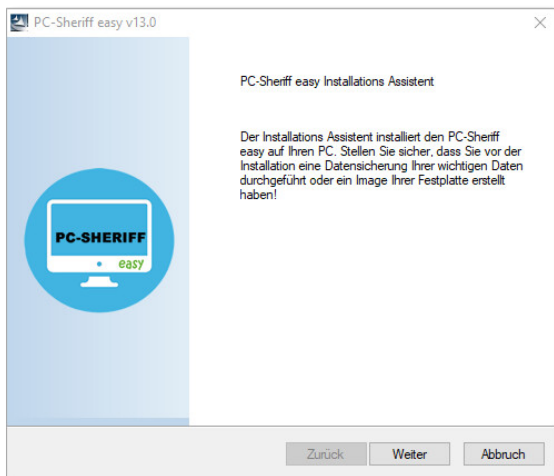 PC-Sheriff easy v13.0
PC-Sheriff easy Installations Assistent
Der Installations Assistent installiert den PC-Sheriff
easy auf Ihren PC. Stellen Sie sicher, dass Sie vor der
Installation eine Datensicherung Ihrer wichtigen Daten
durchgeführt oder ein Image Ihrer Festplatte erstellt
haben!
PC-SHERIFF
easy
Zurück
Weiter
Abbruch